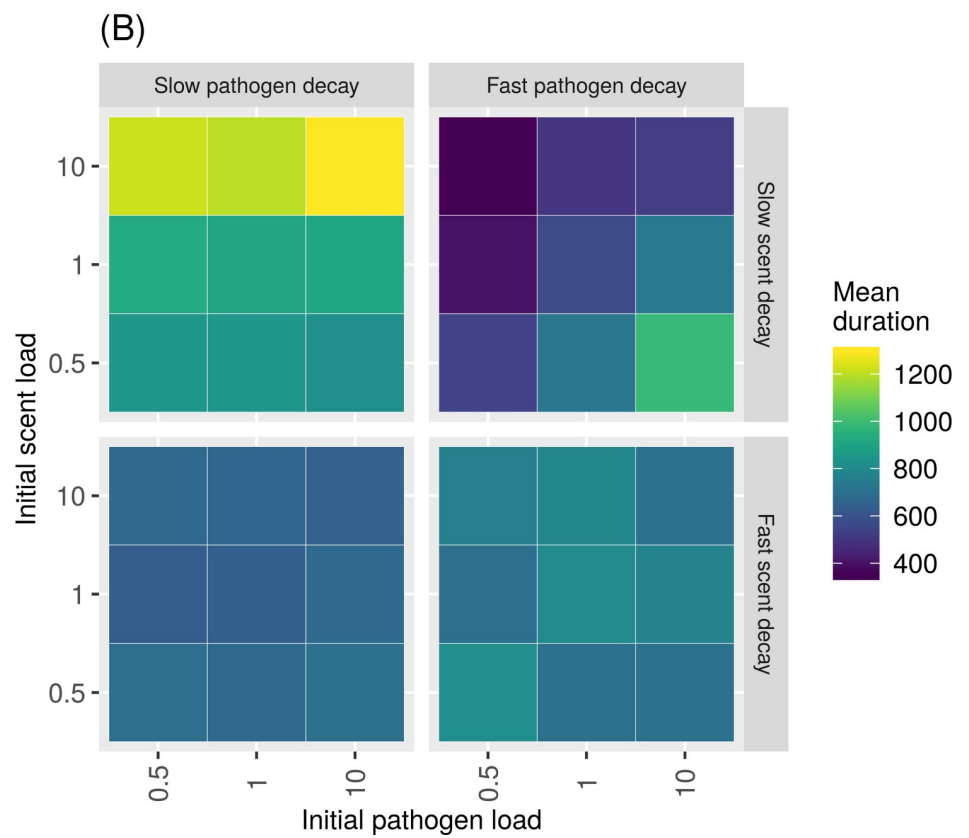 (B)
Slow pathogen decay
Fast pathogen decay
10
1
0.5
Slow scent decay
10
1
0.5
Fast scent decay
Initial scent load
0.5
1
10
0.5
1
10
Initial pathogen load
Mean
duration
1200
1000
800
600
400